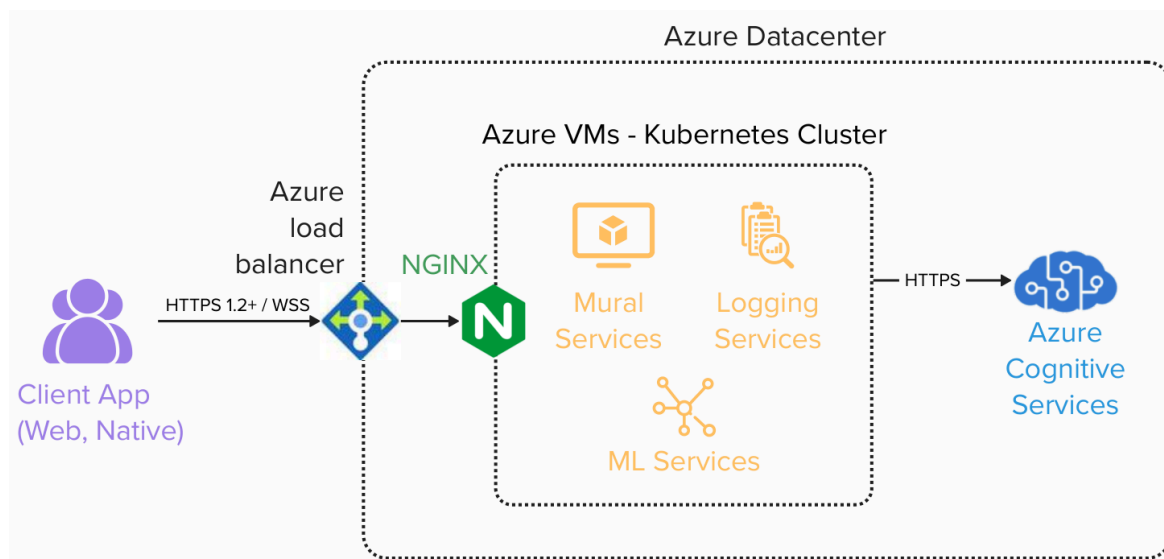 Azure Datacenter
Azure VMs - Kubernetes Cluster
Azure
load
balancer
NGINX
HTTPS 1.2+ / WSS
N
Client App
(Web, Native)
Mural
Services
Logging
Services
ML Services
HTTPS
Azure
Cognitive
Services